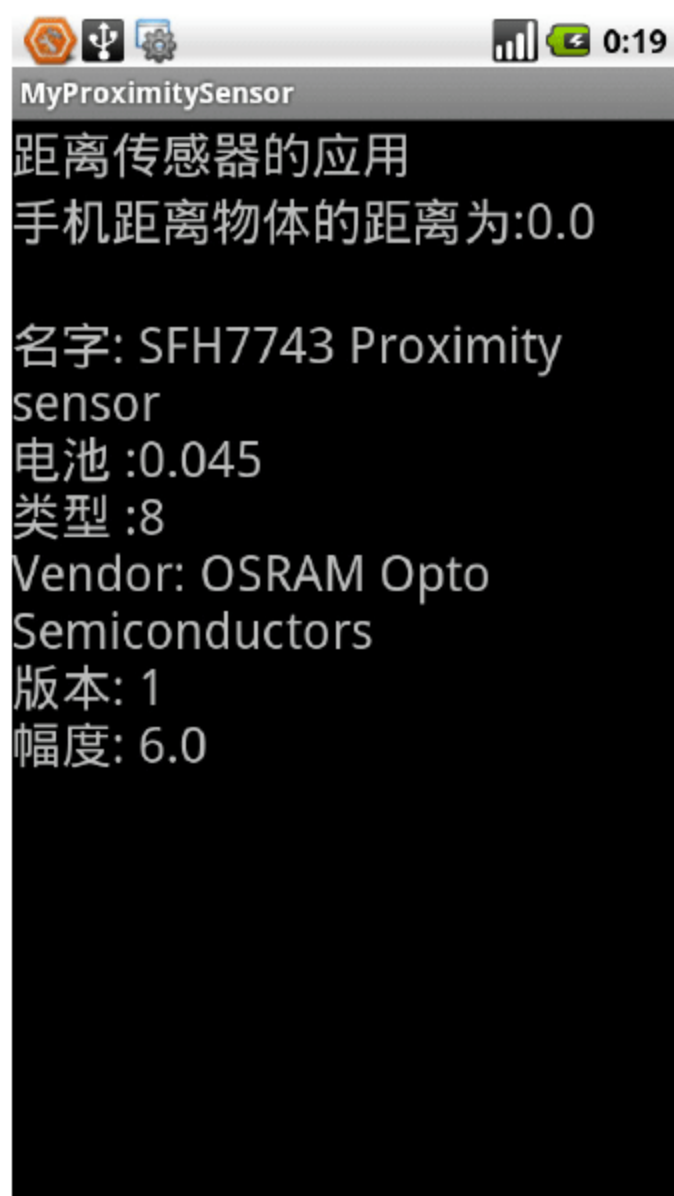 0:19
MyProximitySensor
距离传感器的应用
手机距离物体的距离为:0.0
名字: SFH7743 Proximity
sensor
电池 :0.045
类型 :8
Vendor: OSRAM Opto
Semiconductors
版本: 1
幅度: 6.0